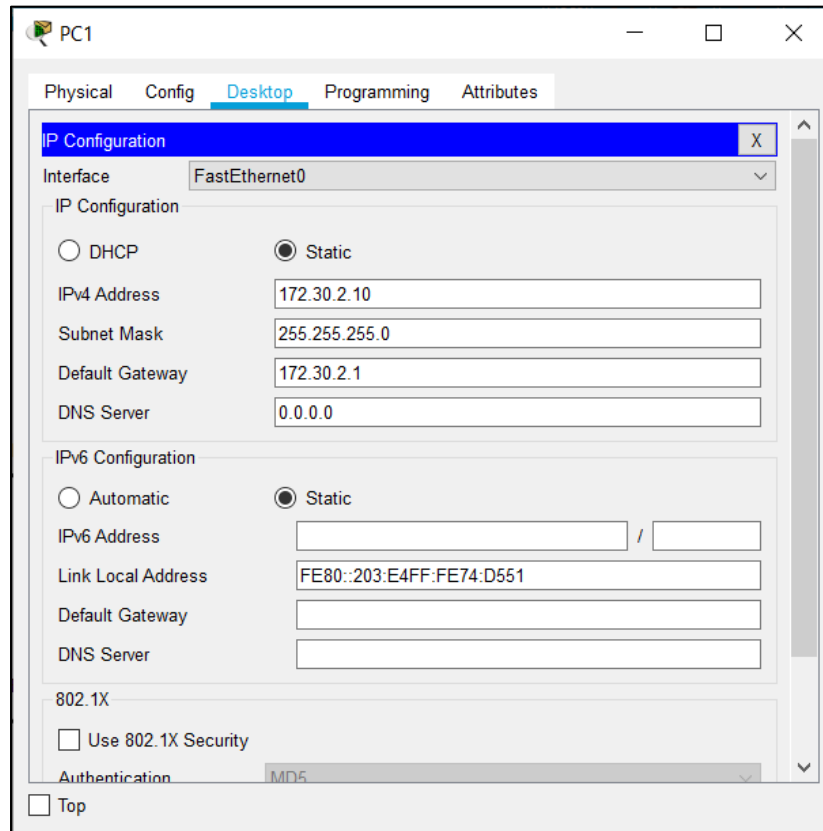 PC1
Physical Config Desktop Programming Attributes
IP Configuration X
Interface FastEthernet0
IP Configuration
DHCP Static
IPv4 Address 172.30.2.10
Subnet Mask 255.255.255.0
Default Gateway 172.30.2.1
DNS Server 0.0.0.0
IPv6 Configuration
Automatic Static
IPv6 Address /
Link Local Address FE80::203:E4FF:FE74:D551
Default Gateway
DNS Server
802.1X
Use 802.1X Security
Authentication MD5
Top